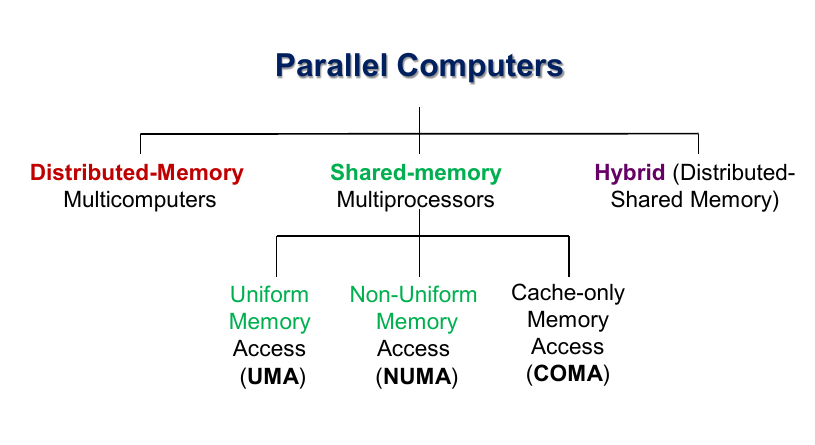 Parallel Computers
Distributed-Memory
Multicomputers
Shared-memory
Multiprocessors
Hybrid (Distributed-
Shared Memory)
Uniform
Memory
Access
(UMA)
Non-Uniform
Memory
Access
(NUMA)
Cache-only
Memory
Access
(COMA)